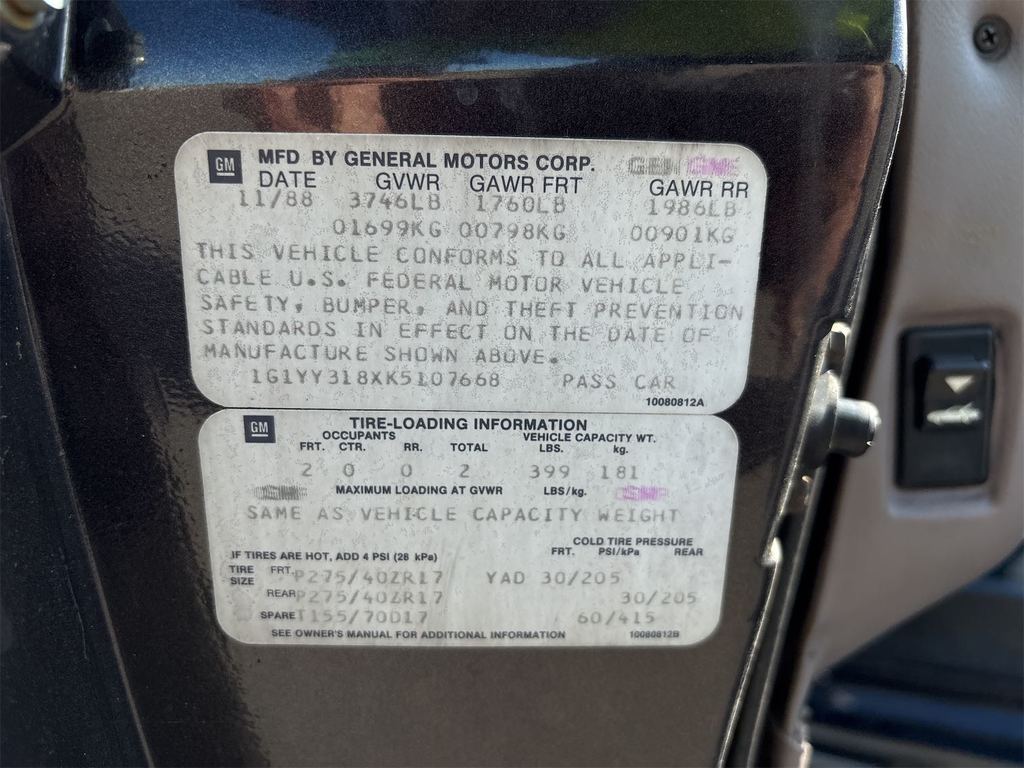 GM MFD BY GENERAL MOTORS CORP.
DATE GVWR GAWR FRT GAWR RR
11/88 3746LB 1760LB 1986LB
01699KG 00798KG 00901KG
THIS VEHICLE CONFORMS TO ALL APPLI-
CABLE U.S. FEDERAL MOTOR VEHICLE
SAFETY, BUMPER, AND THEFT PREVENTION
STANDARDS IN EFFECT ON THE DATE OF
MANUFACTURE SHOWN ABOVE.
1G1YY318XK5107668 PASS CAR
10080812A
GM TIRE-LOADING INFORMATION
OCCUPANTS VEHICLE CAPACITY WT.
FRT. CTR. RR. TOTAL LBS. kg.
2 0 0 2 399 181
MAXIMUM LOADING AT GVWR LBS/kg.
SAME AS VEHICLE CAPACITY WEIGHT
COLD TIRE PRESSURE
IF TIRES ARE HOT, ADD 4 PSI (28 kPa) FRT. PSI/kPa REAR
TIRE SIZE FRT. P275/40ZR17 YAD 30/205
REAR P275/40ZR17 30/205
SPARE T155/70D17 60/415
SEE OWNER'S MANUAL FOR ADDITIONAL INFORMATION 10080812B